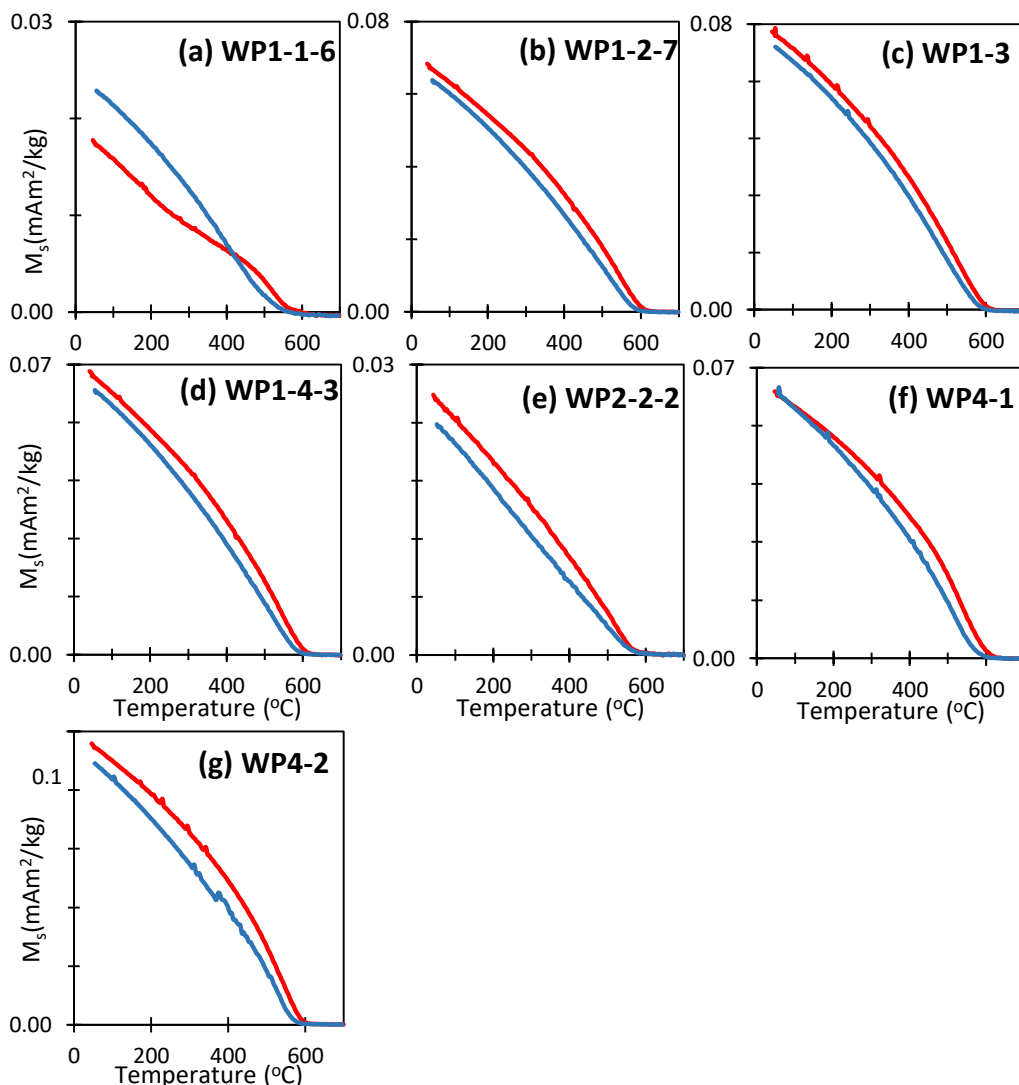 0.03
(a) WP1-1-6
Ms(mAm²/kg)
0.00
0 200 400 600
0.08
(b) WP1-2-7
0.00
0 200 400 600
0.08
(c) WP1-3
0.00
0 200 400 600
0.07
(d) WP1-4-3
Ms(mAm²/kg)
0.00
0 200 400 600
Temperature (ºC)
0.03
(e) WP2-2-2
0.00
0 200 400 600
Temperature (ºC)
0.07
(f) WP4-1
0.00
0 200 400 600
Temperature (ºC)
(g) WP4-2
0.1
Ms(mAm²/kg)
0.00
0 200 400 600
Temperature (ºC)